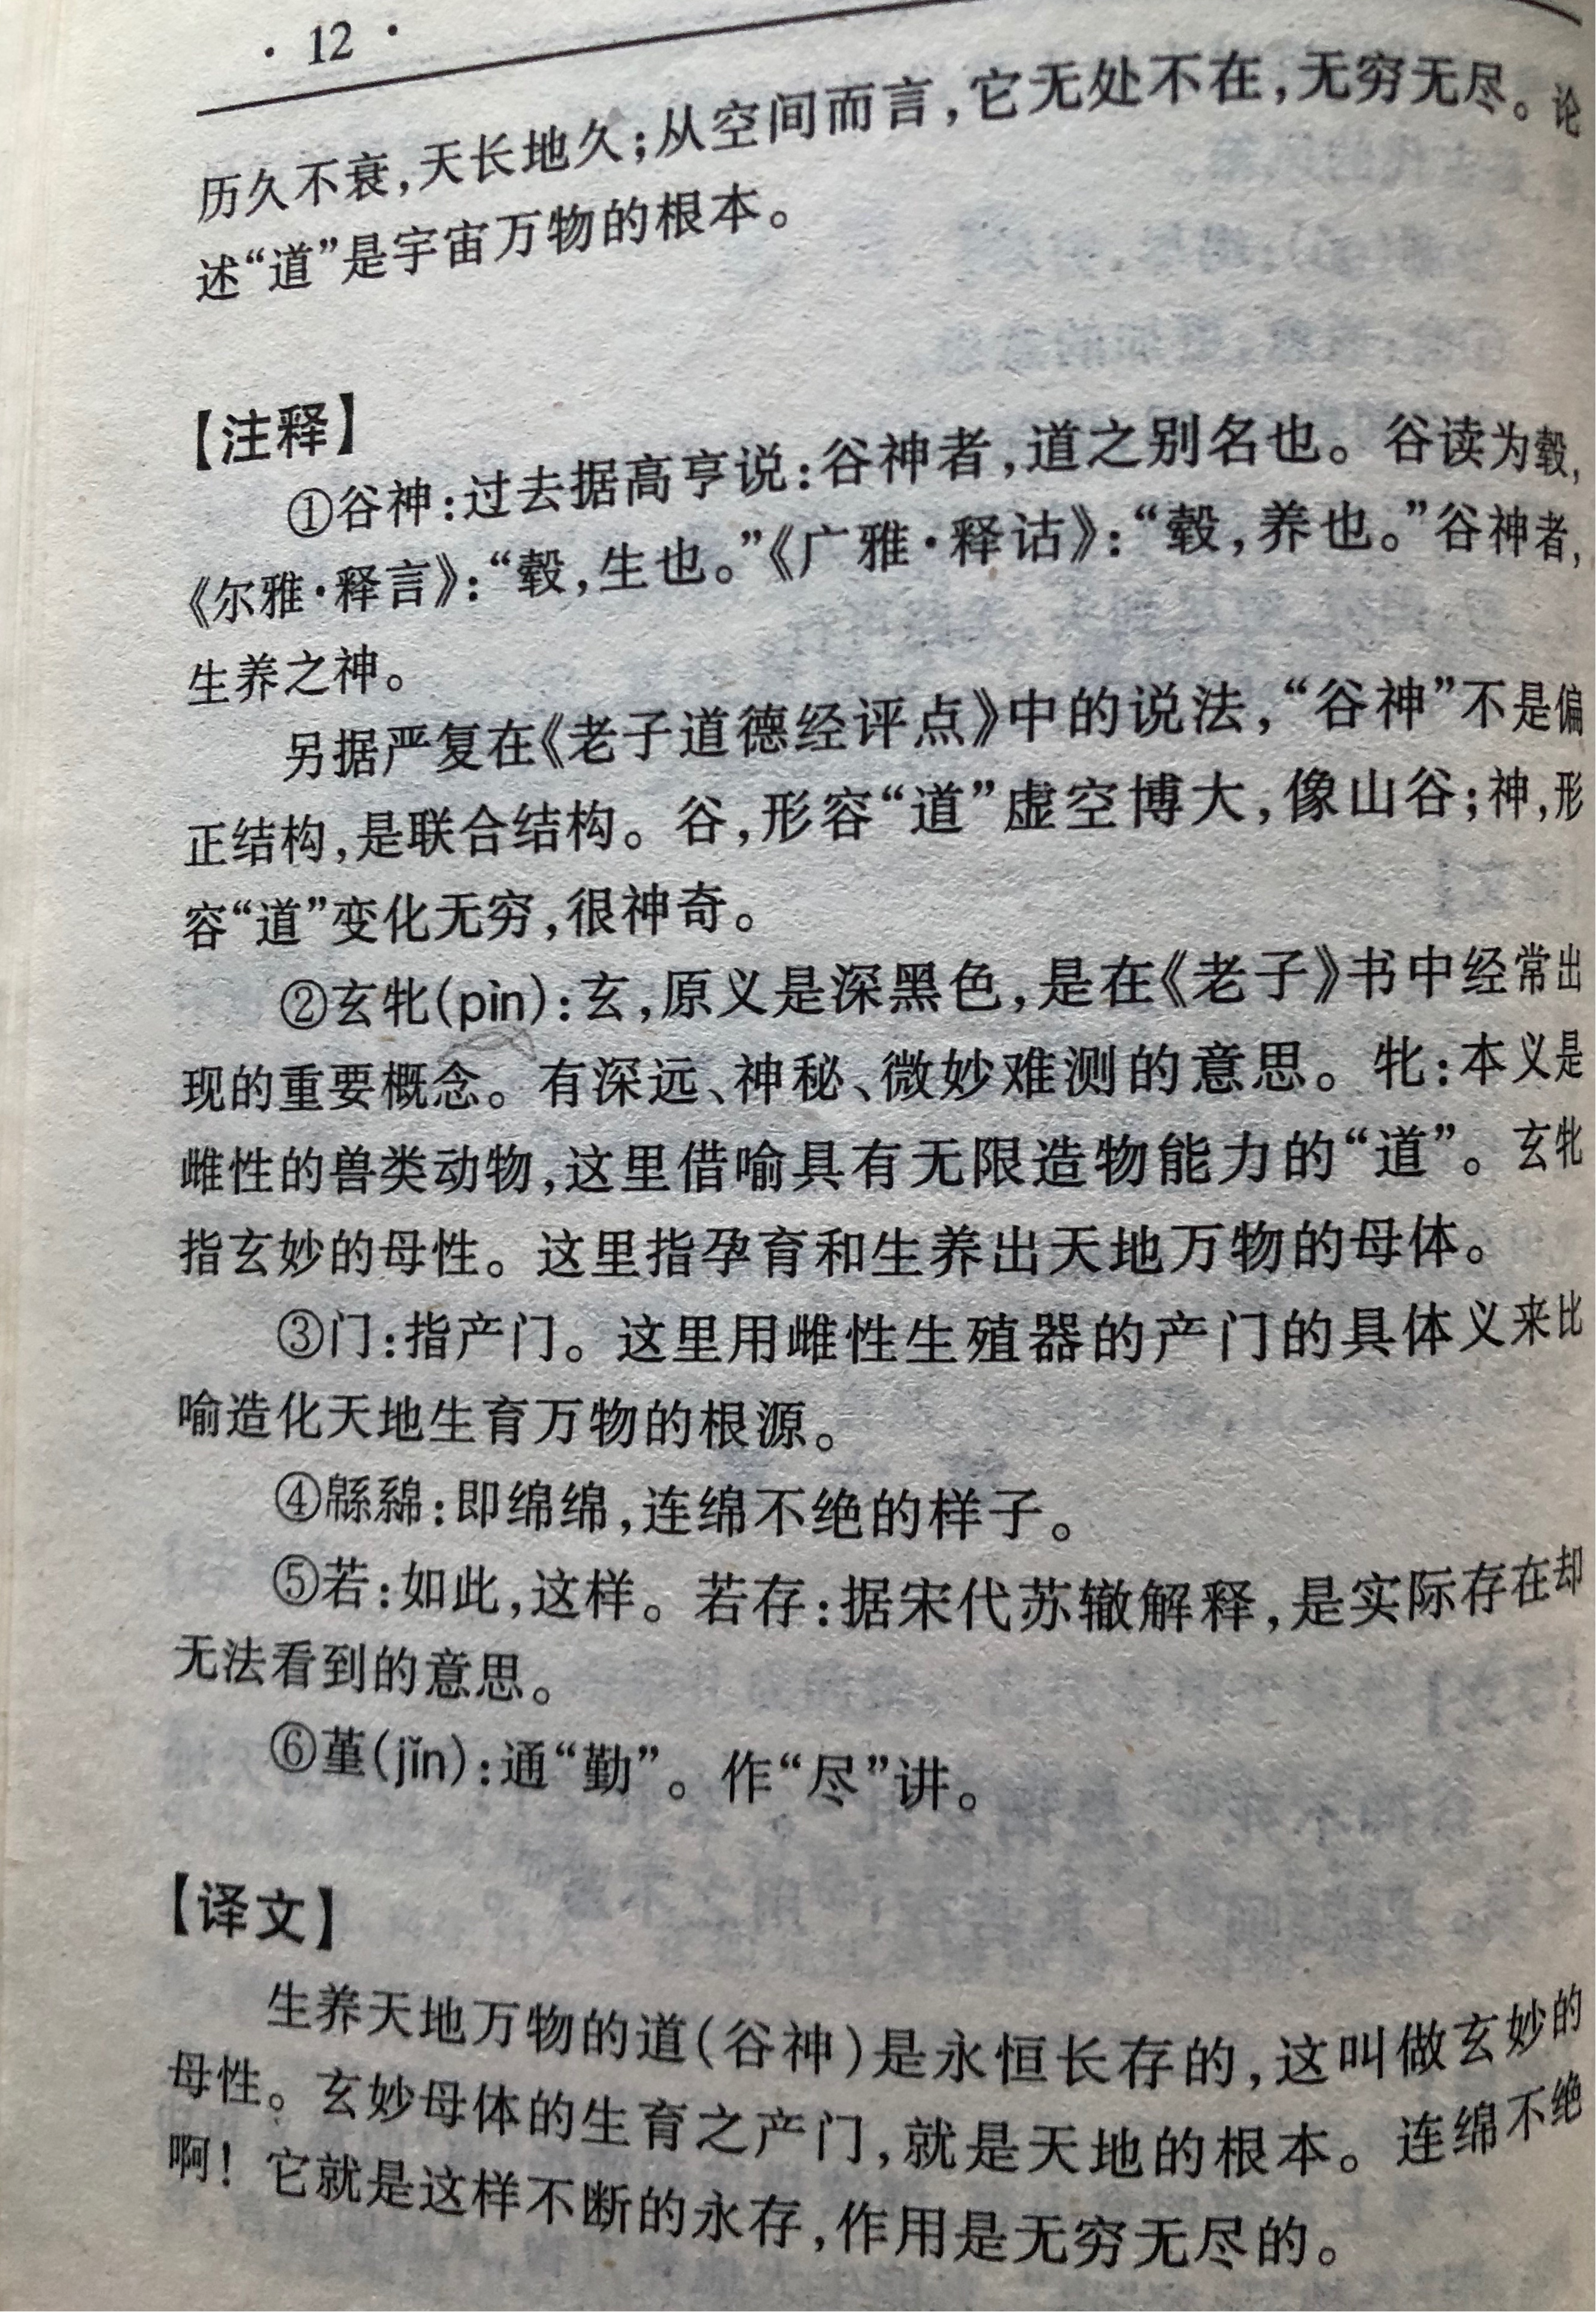 ·12·
历久不衰,天长地久;从空间而言,它无处不在,无穷无尽。论
述“道”是宇宙万物的根本。
【注释】
①谷神:过去据高亨说:谷神者,道之别名也。谷读为毂,
《尔雅·释言》:“毂,生也。”《广雅·释诂》:“毂,养也。”谷神者,
生养之神。
另据严复在《老子道德经评点》中的说法,“谷神”不是偏
正结构,是联合结构。谷,形容“道”虚空博大,像山谷;神,形
容“道”变化无穷,很神奇。
②玄牝(pìn):玄,原义是深黑色,是在《老子》书中经常出
现的重要概念。有深远、神秘、微妙难测的意思。牝:本义是
雌性的兽类动物,这里借喻具有无限造物能力的“道”。玄牝
指玄妙的母性。这里指孕育和生养出天地万物的母体。
③门:指产门。这里用雌性生殖器的产门的具体义来比
喻造化天地生育万物的根源。
④緜緜:即绵绵,连绵不绝的样子。
⑤若:如此,这样。若存:据宋代苏辙解释,是实际存在却
无法看到的意思。
⑥堇(jǐn):通“勤”。作“尽”讲。
【译文】
生养天地万物的道(谷神)是永恒长存的,这叫做玄妙的
母性。玄妙母体的生育之产门,就是天地的根本。连绵不绝
啊!它就是这样不断的永存,作用是无穷无尽的。